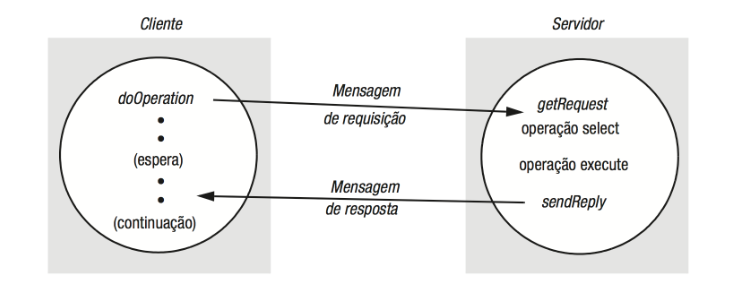 Cliente
Servidor
doOperation
(espera)
(continuação)
Mensagem
de requisição
Mensagem
de resposta
getRequest
operação select
operação execute
sendReply